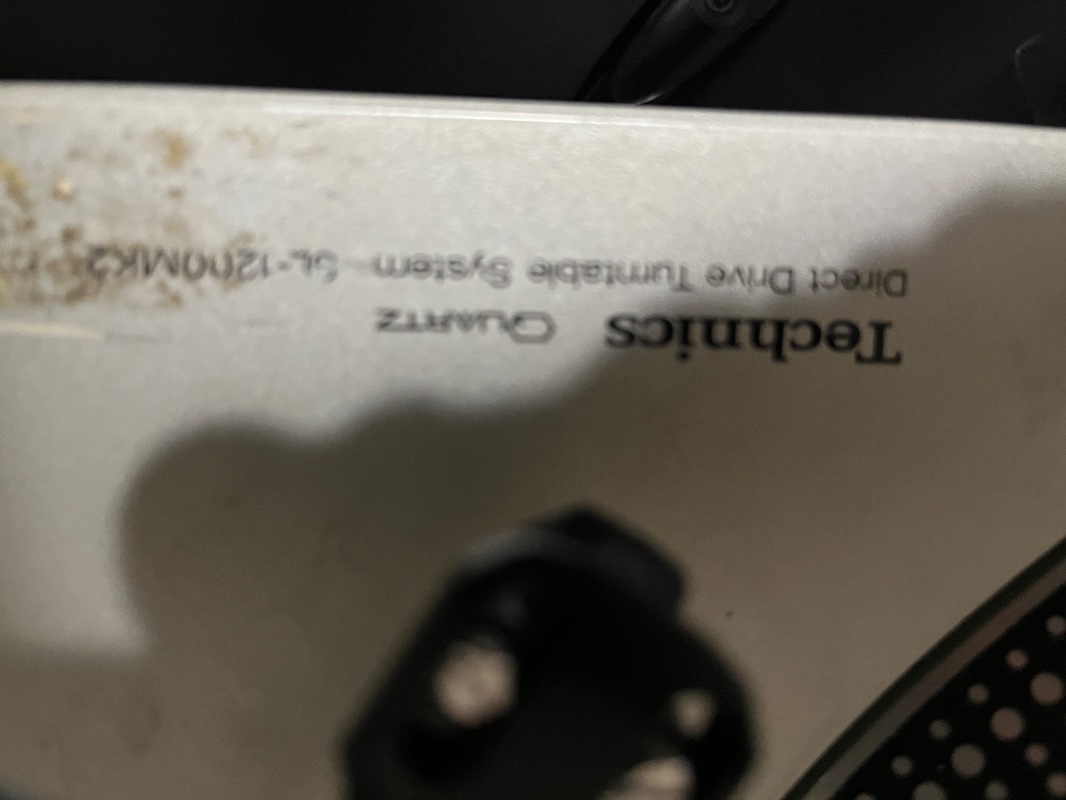 Technics QUARTZ
Direct Drive Turntable System SL-1200MK2